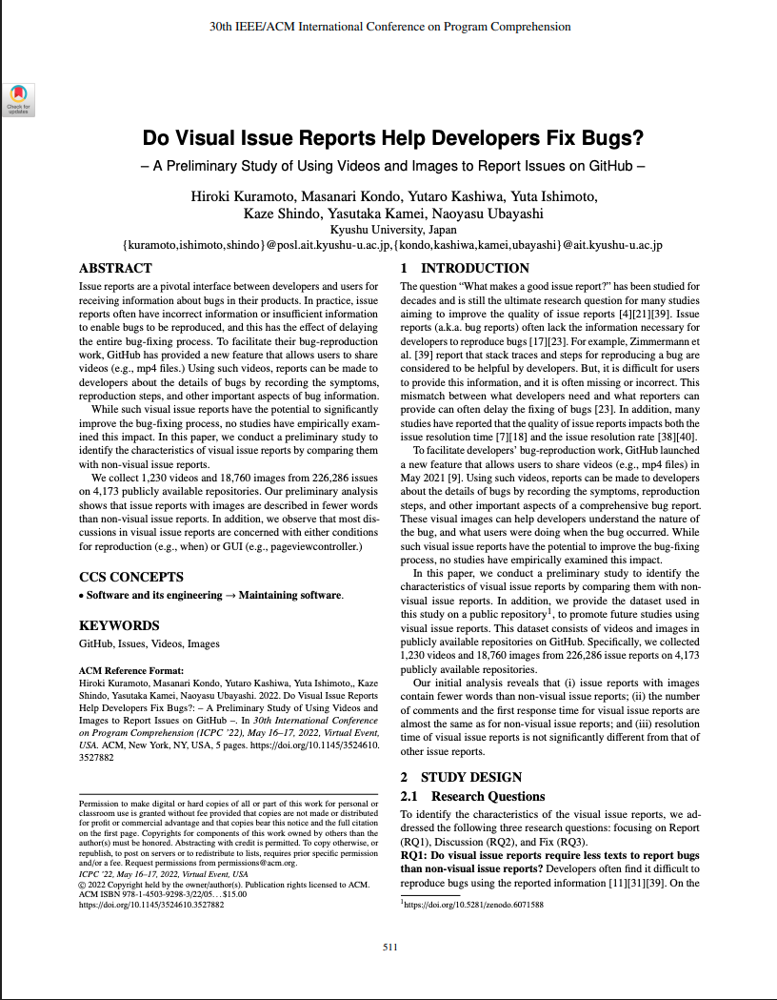 30th IEEE/ACM International Conference on Program Comprehension
Check for
updates
Do Visual Issue Reports Help Developers Fix Bugs?
– A Preliminary Study of Using Videos and Images to Report Issues on GitHub –
Hiroki Kuramoto, Masanari Kondo, Yutaro Kashiwa, Yuta Ishimoto,
Kaze Shindo, Yasutaka Kamei, Naoyasu Ubayashi
Kyushu University, Japan
{kuramoto,ishimoto,shindo}@posl.ait.kyushu-u.ac.jp,{kondo,kashiwa,kamei,ubayashi}@ait.kyushu-u.ac.jp
ABSTRACT
Issue reports are a pivotal interface between developers and users for
receiving information about bugs in their products. In practice, issue
reports often have incorrect information or insufficient information
to enable bugs to be reproduced, and this has the effect of delaying
the entire bug-fixing process. To facilitate their bug-reproduction
work, GitHub has provided a new feature that allows users to share
videos (e.g., mp4 files.) Using such videos, reports can be made to
developers about the details of bugs by recording the symptoms,
reproduction steps, and other important aspects of bug information.
While such visual issue reports have the potential to significantly
improve the bug-fixing process, no studies have empirically exam-
ined this impact. In this paper, we conduct a preliminary study to
identify the characteristics of visual issue reports by comparing them
with non-visual issue reports.
We collect 1,230 videos and 18,760 images from 226,286 issues
on 4,173 publicly available repositories. Our preliminary analysis
shows that issue reports with images are described in fewer words
than non-visual issue reports. In addition, we observe that most dis-
cussions in visual issue reports are concerned with either conditions
for reproduction (e.g., when) or GUI (e.g., pageviewcontroller.)
CCS CONCEPTS
• Software and its engineering → Maintaining software.
KEYWORDS
GitHub, Issues, Videos, Images
ACM Reference Format:
Hiroki Kuramoto, Masanari Kondo, Yutaro Kashiwa, Yuta Ishimoto,, Kaze
Shindo, Yasutaka Kamei, Naoyasu Ubayashi. 2022. Do Visual Issue Reports
Help Developers Fix Bugs?: – A Preliminary Study of Using Videos and
Images to Report Issues on GitHub –. In 30th International Conference
on Program Comprehension (ICPC '22), May 16–17, 2022, Virtual Event,
USA. ACM, New York, NY, USA, 5 pages. https://doi.org/10.1145/3524610.
3527882
Permission to make digital or hard copies of all or part of this work for personal or
classroom use is granted without fee provided that copies are not made or distributed
for profit or commercial advantage and that copies bear this notice and the full citation
on the first page. Copyrights for components of this work owned by others than the
author(s) must be honored. Abstracting with credit is permitted. To copy otherwise, or
republish, to post on servers or to redistribute to lists, requires prior specific permission
and/or a fee. Request permissions from permissions@acm.org.
ICPC '22, May 16–17, 2022, Virtual Event, USA
© 2022 Copyright held by the owner/author(s). Publication rights licensed to ACM.
ACM ISBN 978-1-4503-9298-3/22/05...$15.00
https://doi.org/10.1145/3524610.3527882
1 INTRODUCTION
The question “What makes a good issue report?” has been studied for
decades and is still the ultimate research question for many studies
aiming to improve the quality of issue reports [4][21][39]. Issue
reports (a.k.a. bug reports) often lack the information necessary for
developers to reproduce bugs [17][23]. For example, Zimmermann et
al. [39] report that stack traces and steps for reproducing a bug are
considered to be helpful by developers. But, it is difficult for users
to provide this information, and it is often missing or incorrect. This
mismatch between what developers need and what reporters can
provide can often delay the fixing of bugs [23]. In addition, many
studies have reported that the quality of issue reports impacts both the
issue resolution time [7][18] and the issue resolution rate [38][40].
To facilitate developers' bug-reproduction work, GitHub launched
a new feature that allows users to share videos (e.g., mp4 files) in
May 2021 [9]. Using such videos, reports can be made to developers
about the details of bugs by recording the symptoms, reproduction
steps, and other important aspects of a comprehensive bug report.
These visual images can help developers understand the nature of
the bug, and what users were doing when the bug occurred. While
such visual issue reports have the potential to improve the bug-fixing
process, no studies have empirically examined this impact.
In this paper, we conduct a preliminary study to identify the
characteristics of visual issue reports by comparing them with non-
visual issue reports. In addition, we provide the dataset used in
this study on a public repository1, to promote future studies using
visual issue reports. This dataset consists of videos and images in
publicly available repositories on GitHub. Specifically, we collected
1,230 videos and 18,760 images from 226,286 issue reports on 4,173
publicly available repositories.
Our initial analysis reveals that (i) issue reports with images
contain fewer words than non-visual issue reports; (ii) the number
of comments and the first response time for visual issue reports are
almost the same as for non-visual issue reports; and (iii) resolution
time of visual issue reports is not significantly different from that of
other issue reports.
2 STUDY DESIGN
2.1 Research Questions
To identify the characteristics of the visual issue reports, we ad-
dressed the following three research questions: focusing on Report
(RQ1), Discussion (RQ2), and Fix (RQ3).
RQ1: Do visual issue reports require less texts to report bugs
than non-visual issue reports? Developers often find it difficult to
reproduce bugs using the reported information [11][31][39]. On the
1https://doi.org/10.5281/zenodo.6071588
511